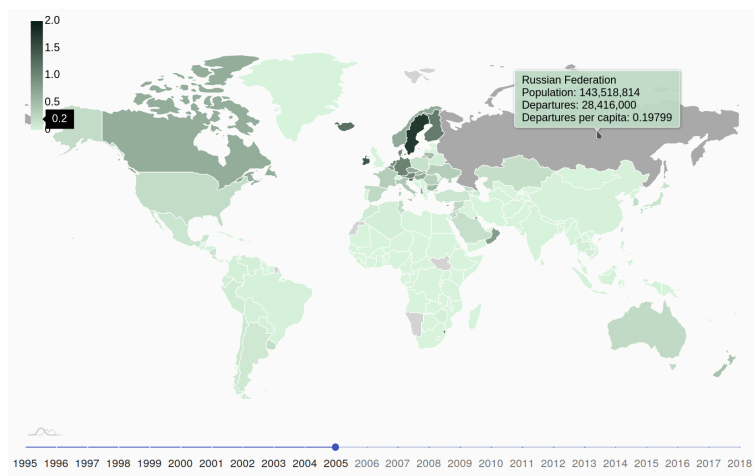 2.0
1.5
1.0
0.5
0.2
0
Russian Federation
Population: 143,518,814
Departures: 28,416,000
Departures per capita: 0.19799
1995 1996 1997 1998 1999 2000 2001 2002 2003 2004 2005 2006 2007 2008 2009 2010 2011 2012 2013 2014 2015 2016 2017 2018